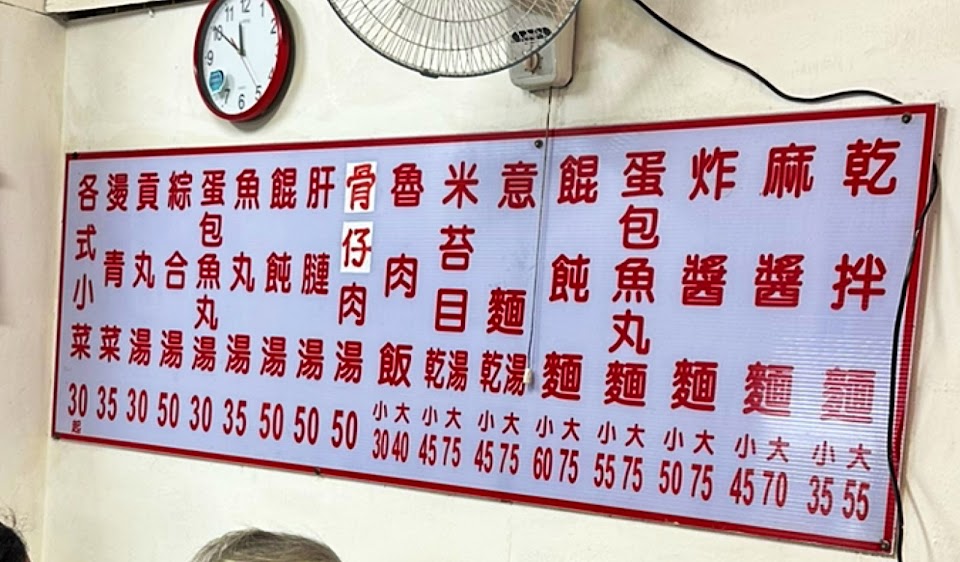 乾拌麵 小35 大55
麻醬麵 小45 大70
炸醬麵 小50 大75
蛋包魚丸麵 小55 大75
餛飩麵 小60 大75
意麵 乾湯 小45 大75
米苔目 乾湯 小45 大75
魯肉飯 小30 大40
骨仔肉湯 50
肝腱湯 50
餛飩湯 50
魚丸湯 35
蛋包魚丸湯 30
綜合湯 50
貢丸湯 30
燙青菜 35
各式小菜 30起